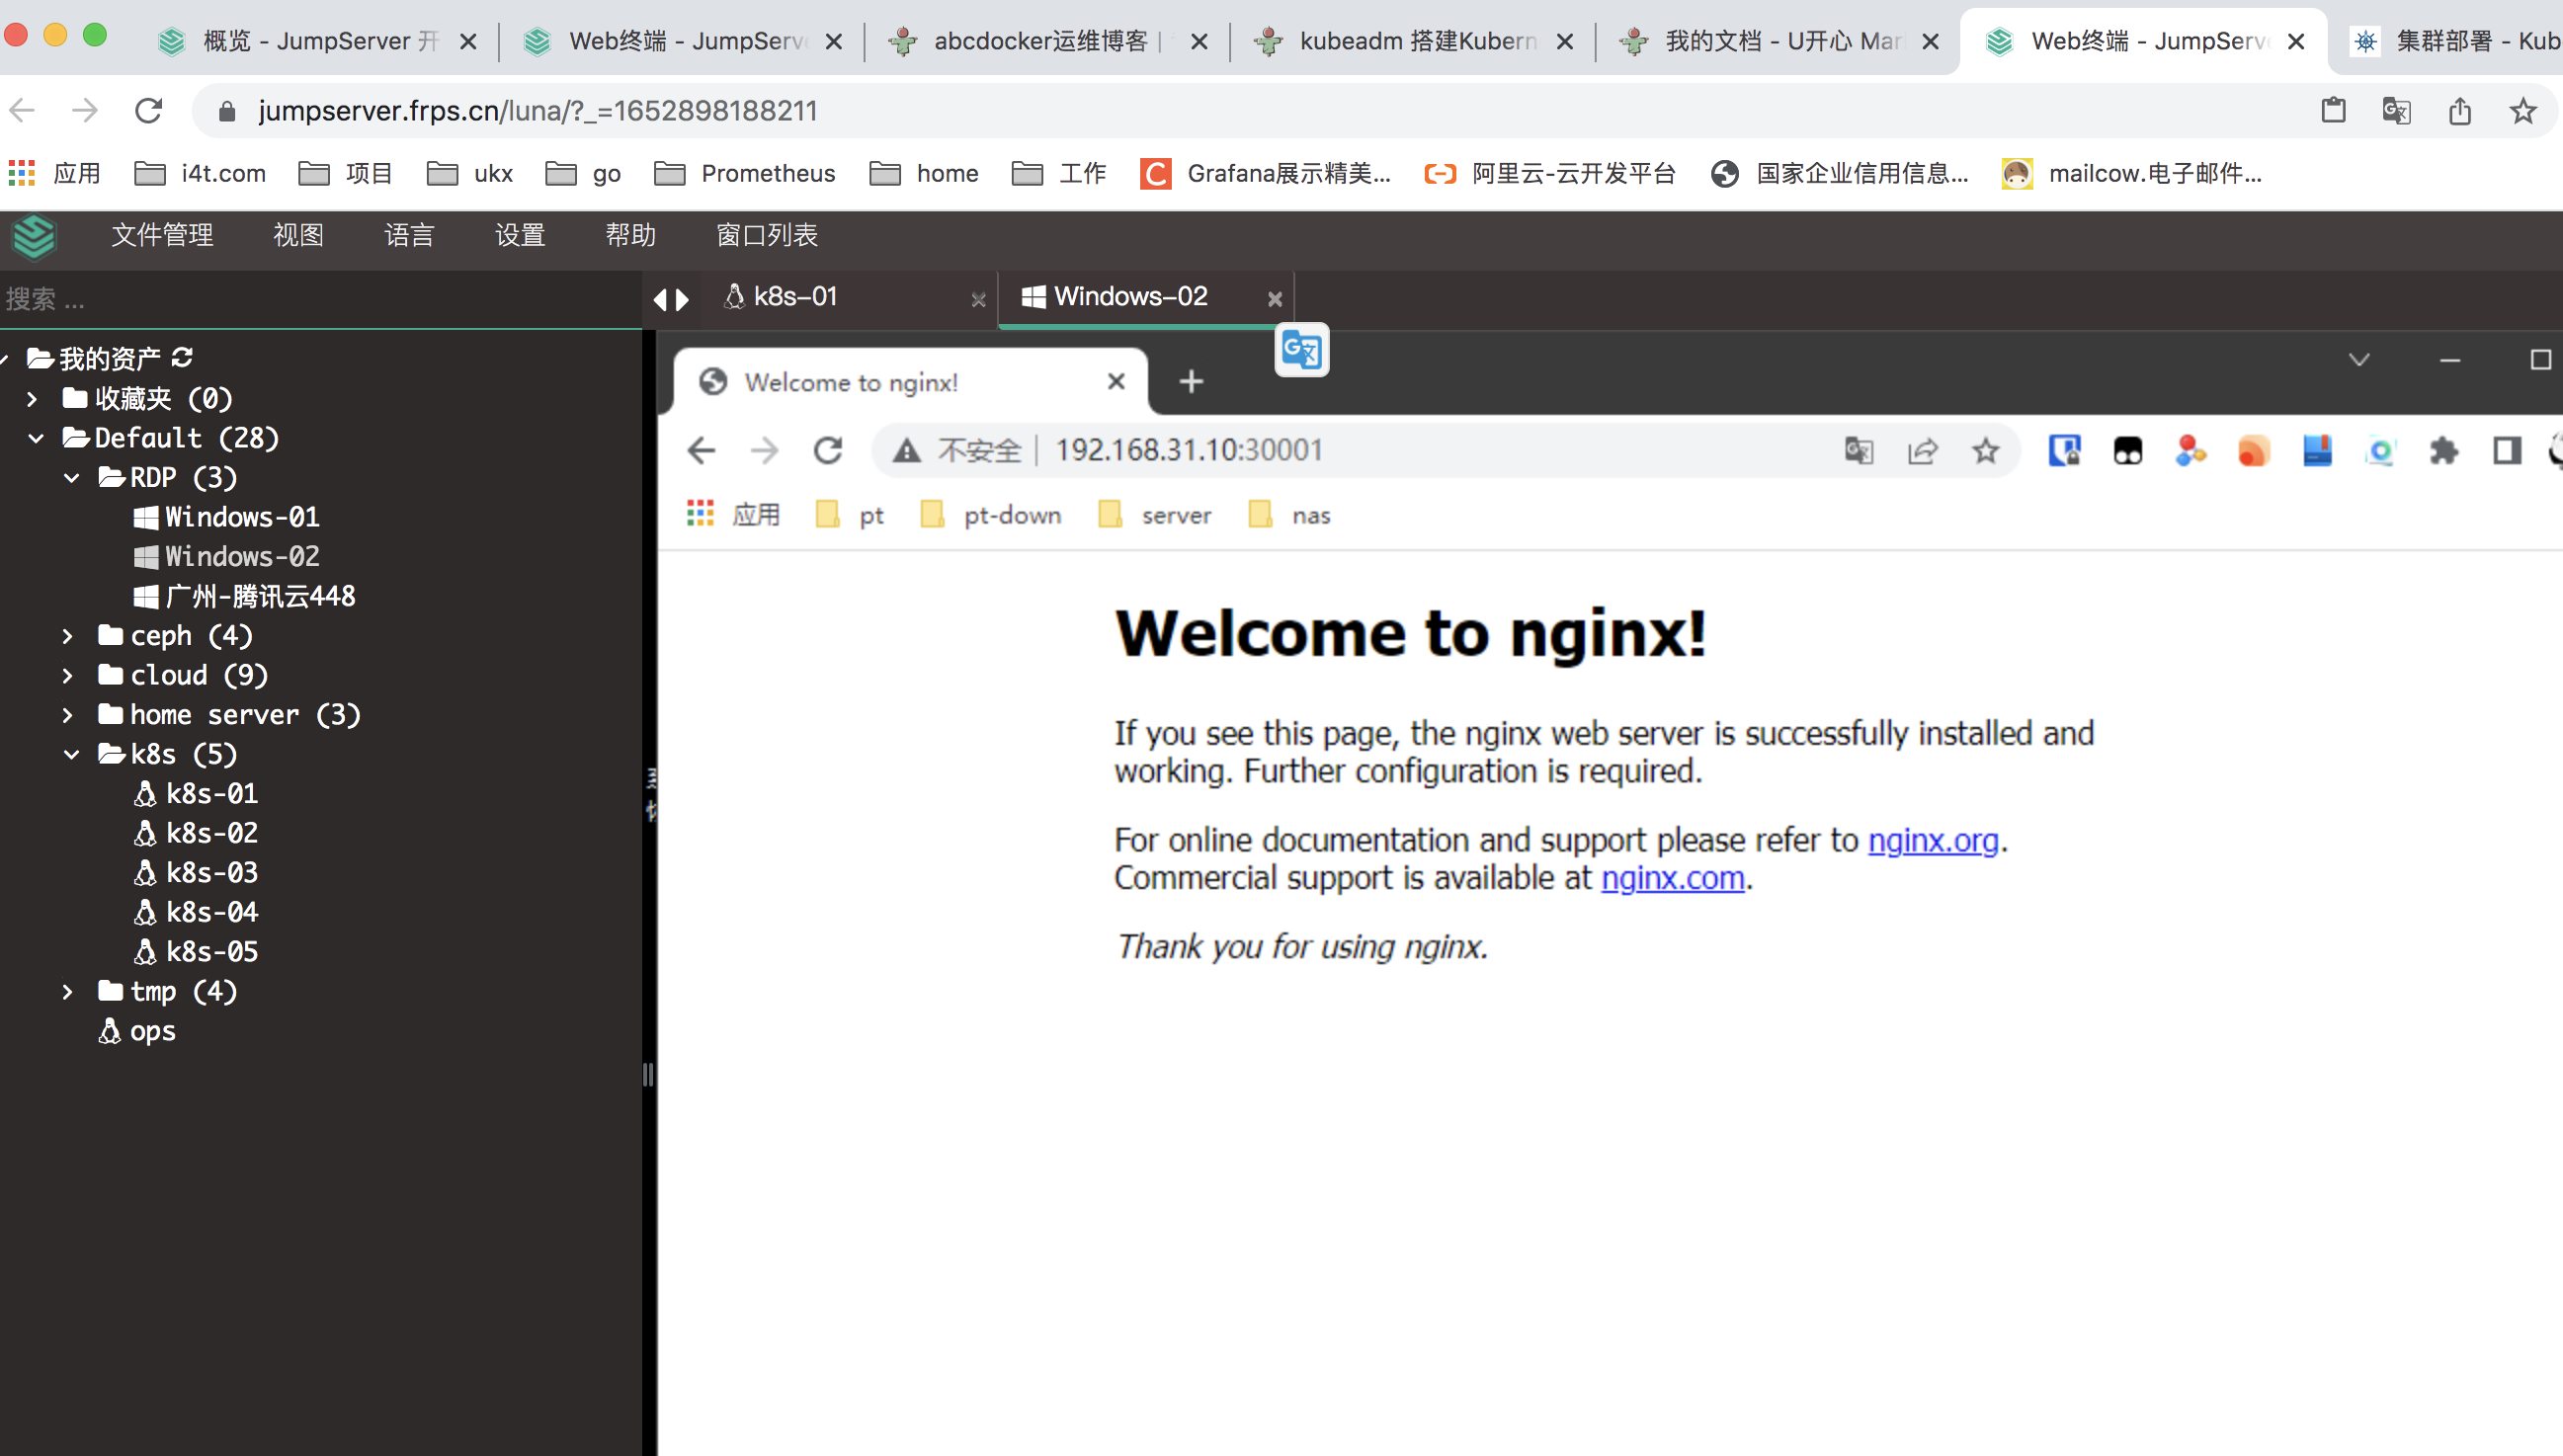 概览 - JumpServer 开
Web终端 - JumpServe
abcdocker运维博客 |
kubeadm 搭建Kubern
我的文档 - U开心 Mar
Web终端 - JumpServe
集群部署 - Kub
jumpserver.frps.cn/luna/?_=1652898188211
应用
i4t.com
项目
ukx
go
Prometheus
home
工作
Grafana展示精美...
阿里云-云开发平台
国家企业信用信息...
mailcow.电子邮件...
文件管理
视图
语言
设置
帮助
窗口列表
搜索 ...
k8s-01
Windows-02
我的资产
收藏夹 (0)
Default (28)
RDP (3)
Windows-01
Windows-02
广州-腾讯云448
ceph (4)
cloud (9)
home server (3)
k8s (5)
k8s-01
k8s-02
k8s-03
k8s-04
k8s-05
tmp (4)
ops
Welcome to nginx!
不安全 | 192.168.31.10:30001
应用
pt
pt-down
server
nas
Welcome to nginx!
If you see this page, the nginx web server is successfully installed and
working. Further configuration is required.
For online documentation and support please refer to nginx.org.
Commercial support is available at nginx.com.
Thank you for using nginx.